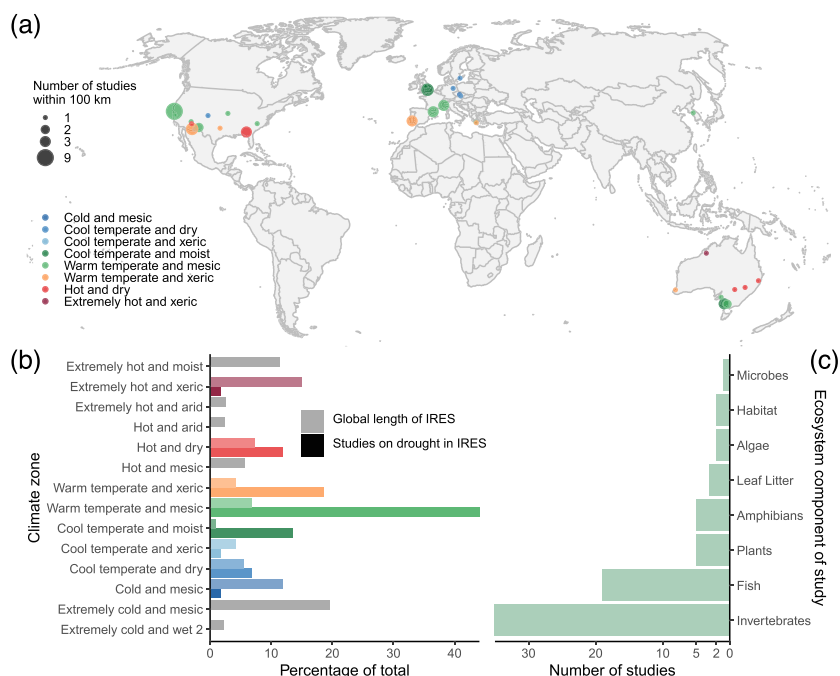 (a)
Number of studies
within 100 km
1
2
3
9
Cold and mesic
Cool temperate and dry
Cool temperate and xeric
Cool temperate and moist
Warm temperate and mesic
Warm temperate and xeric
Hot and dry
Extremely hot and xeric
(b)
Climate zone
Extremely hot and moist
Extremely hot and xeric
Extremely hot and arid
Hot and arid
Hot and dry
Hot and mesic
Warm temperate and xeric
Warm temperate and mesic
Cool temperate and moist
Cool temperate and xeric
Cool temperate and dry
Cold and mesic
Extremely cold and mesic
Extremely cold and wet 2
0 10 20 30 40
Percentage of total
Global length of IRES
Studies on drought in IRES
(c)
Microbes
Habitat
Algae
Leaf Litter
Amphibians
Plants
Fish
Invertebrates
Ecosystem component of study
30 20 10 5 2 0
Number of studies